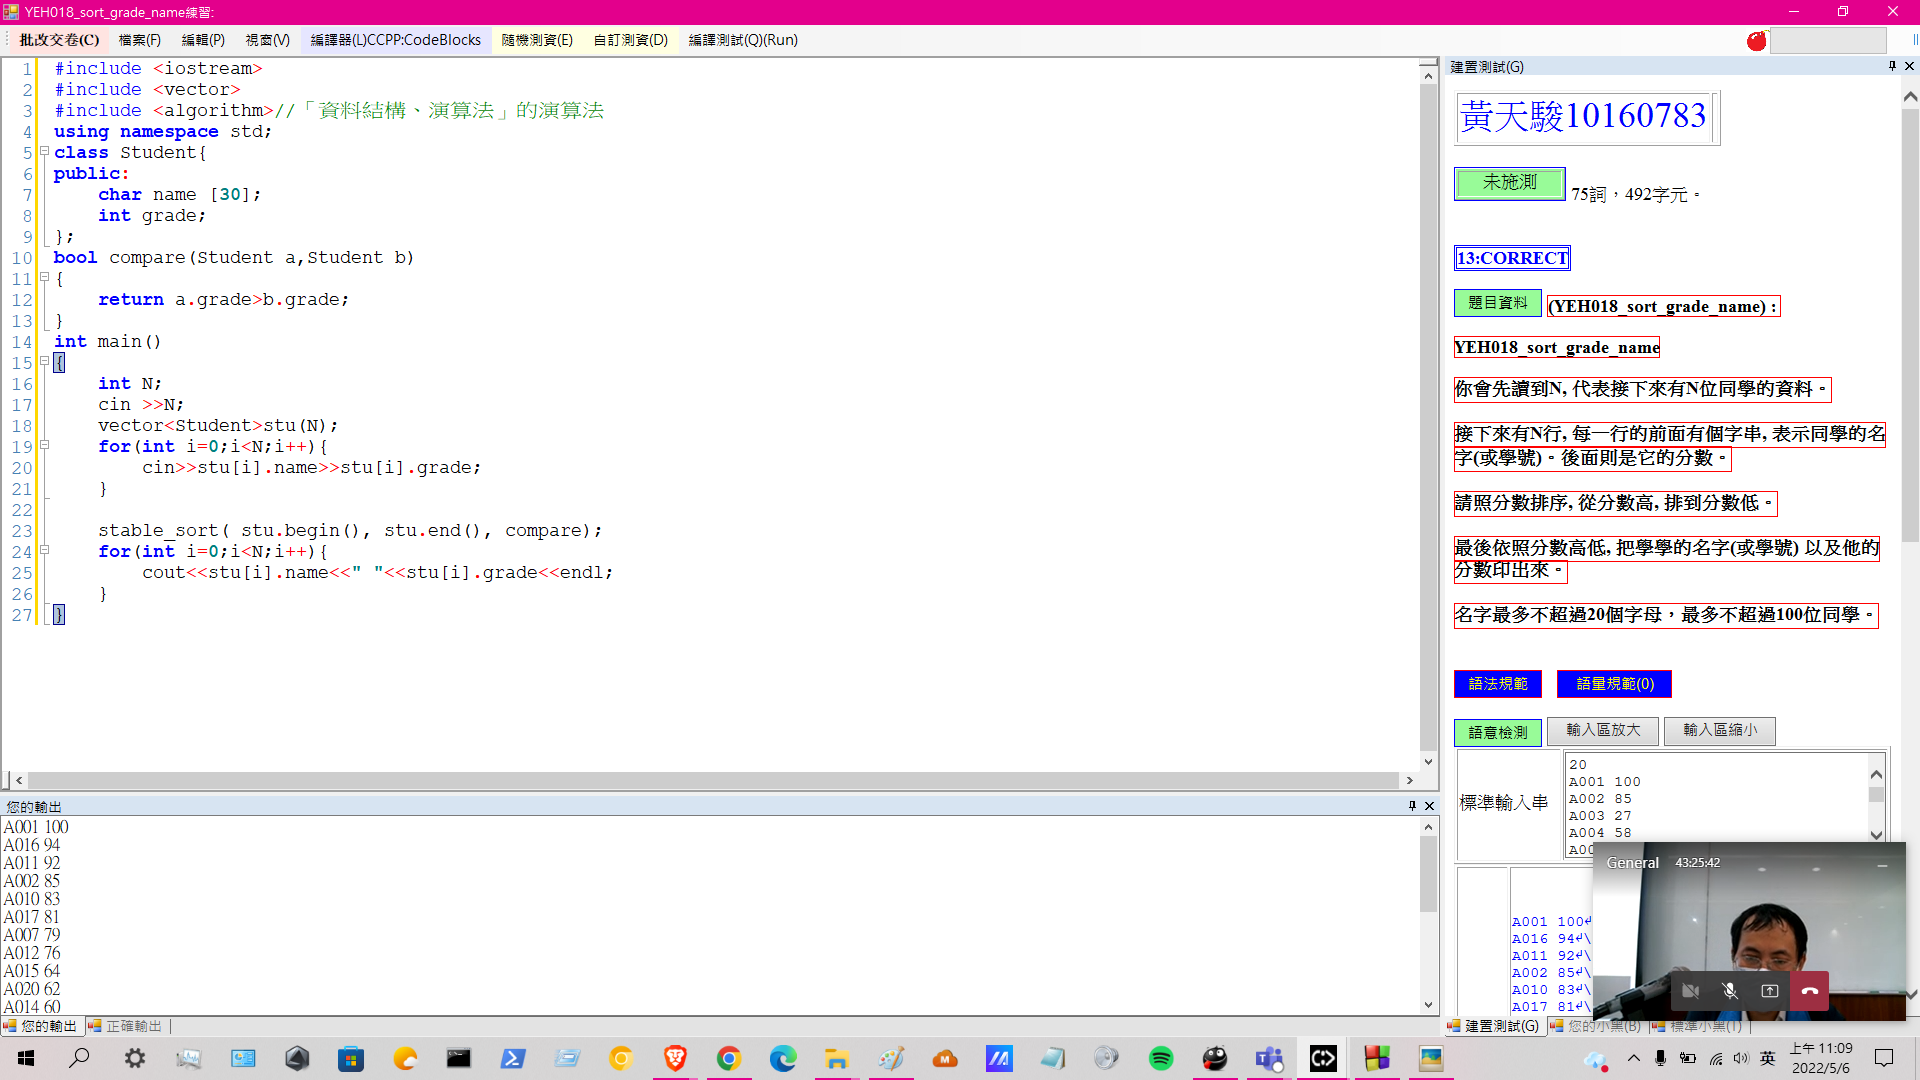 YEH018_sort_grade_name練習:
批改交卷(C) 檔案(F) 編輯(P) 視窗(V) 編譯器(L)CCPP:CodeBlocks 隨機測資(E) 自訂測資(D) 編譯測試(Q)(Run)
1 #include <iostream>
2 #include <vector>
3 #include <algorithm>//「資料結構、演算法」的演算法
4 using namespace std;
5 class Student{
6 public:
7 char name [30];
8 int grade;
9 };
10 bool compare(Student a,Student b)
11 {
12 return a.grade>b.grade;
13 }
14 int main()
15 {
16 int N;
17 cin >>N;
18 vector<Student>stu(N);
19 for(int i=0;i<N;i++){
20 cin>>stu[i].name>>stu[i].grade;
21 }
22
23 stable_sort( stu.begin(), stu.end(), compare);
24 for(int i=0;i<N;i++){
25 cout<<stu[i].name<<" "<<stu[i].grade<<endl;
26 }
27 }
您的輸出
A001 100
A016 94
A011 92
A002 85
A010 83
A017 81
A007 79
A012 76
A015 64
A020 62
A014 60
您的輸出 正確輸出
建置測試(G)
黃天駿10160783
未施測 75詞，492字元。
13:CORRECT
題目資料 (YEH018_sort_grade_name) :
YEH018_sort_grade_name
你會先讀到N, 代表接下來有N位同學的資料。
接下來有N行, 每一行的前面有個字串, 表示同學的名
字(或學號)。後面則是它的分數。
請照分數排序, 從分數高, 排到分數低。
最後依照分數高低, 把學學的名字(或學號) 以及他的
分數印出來。
名字最多不超過20個字母，最多不超過100位同學。
語法規範 語量規範(0)
語意檢測 輸入區放大 輸入區縮小
標準輸入串
20
A001 100
A002 85
A003 27
A004 58
General 43:25:42
A001 100↲
A016 94↲\
A011 92↲\
A002 85↲\
A010 83↲\
A017 81↲\
建置測試(G) 您的小黑(B) 標準小黑(T)
英 上午 11:09
2022/5/6